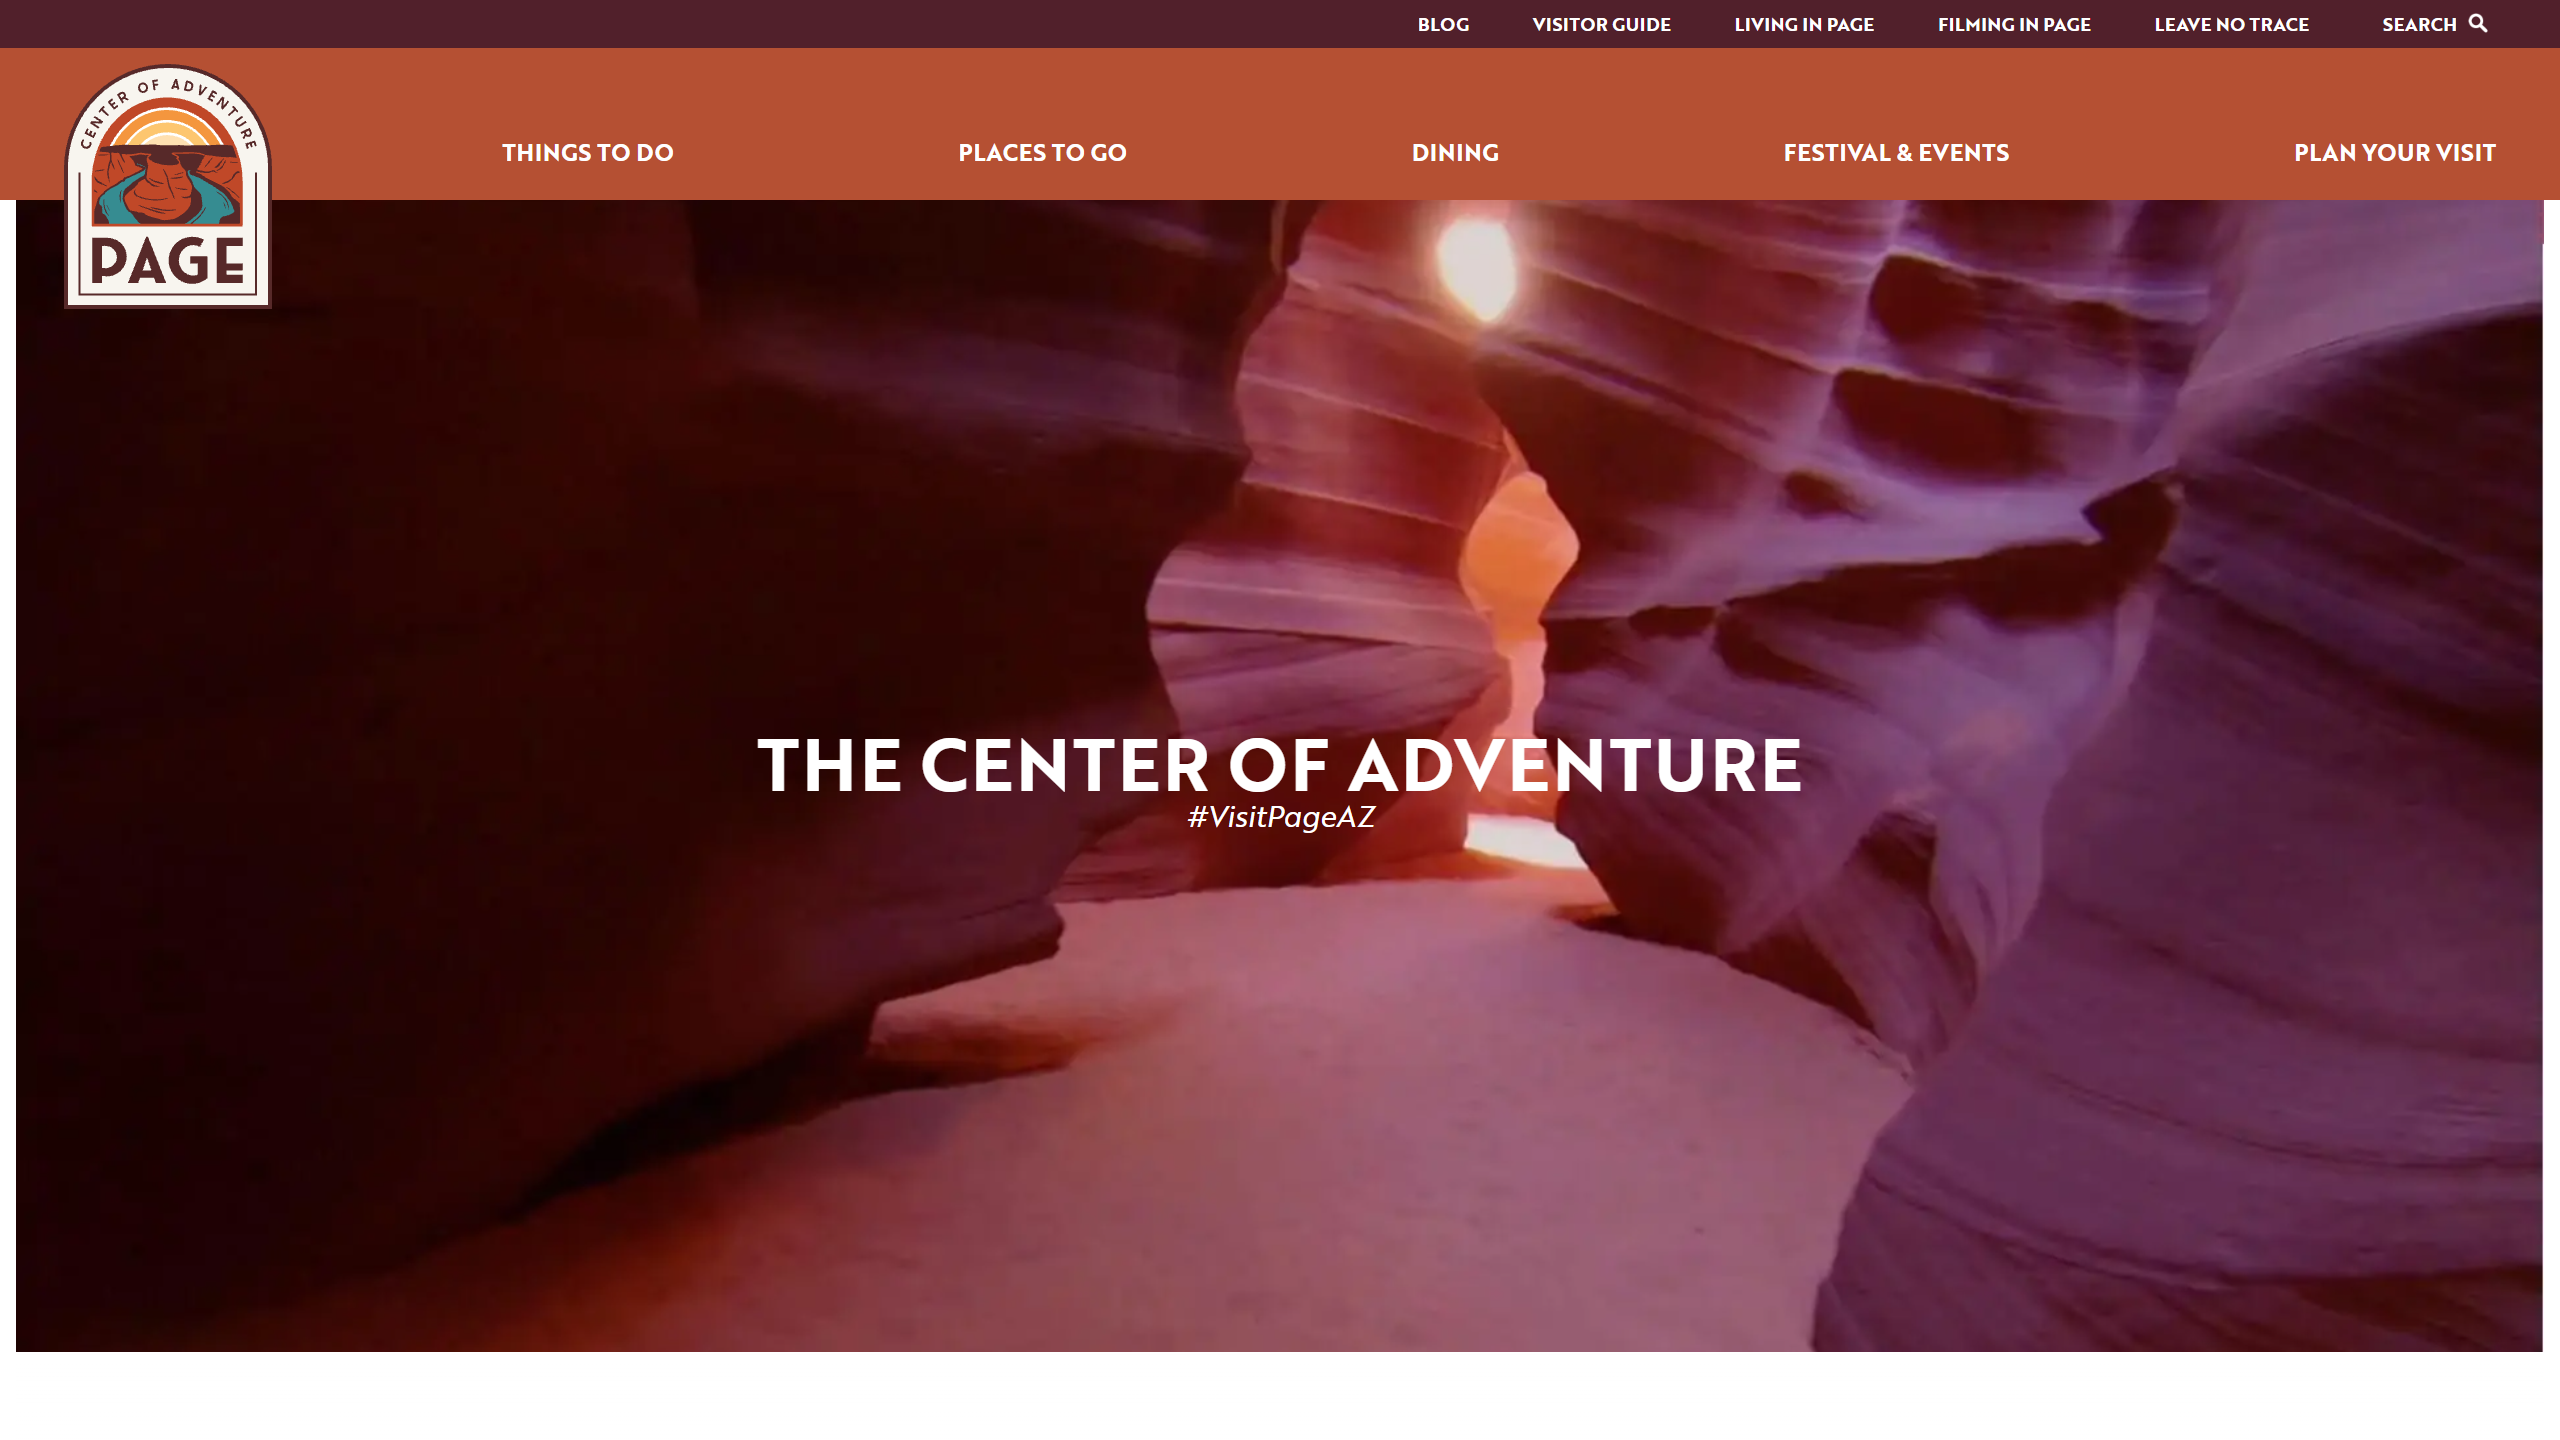 BLOG
VISITOR GUIDE
LIVING IN PAGE
FILMING IN PAGE
LEAVE NO TRACE
SEARCH
CENTER OF ADVENTURE
PAGE
THINGS TO DO
PLACES TO GO
DINING
FESTIVAL & EVENTS
PLAN YOUR VISIT
THE CENTER OF ADVENTURE
#VisitPageAZ